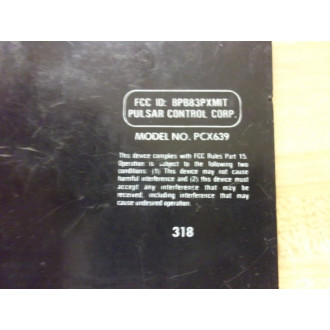 FCC ID: BPB83PXMIT
PULSAR CONTROL CORP.
MODEL NO. PCX639
This device complies with FCC Rules Part 15.
Operation is subject to the following two
conditions: (1) This device may not cause
harmful interference and (2) this device must
accept any interference that may be
received, including interference that may
cause undesired operation.
318